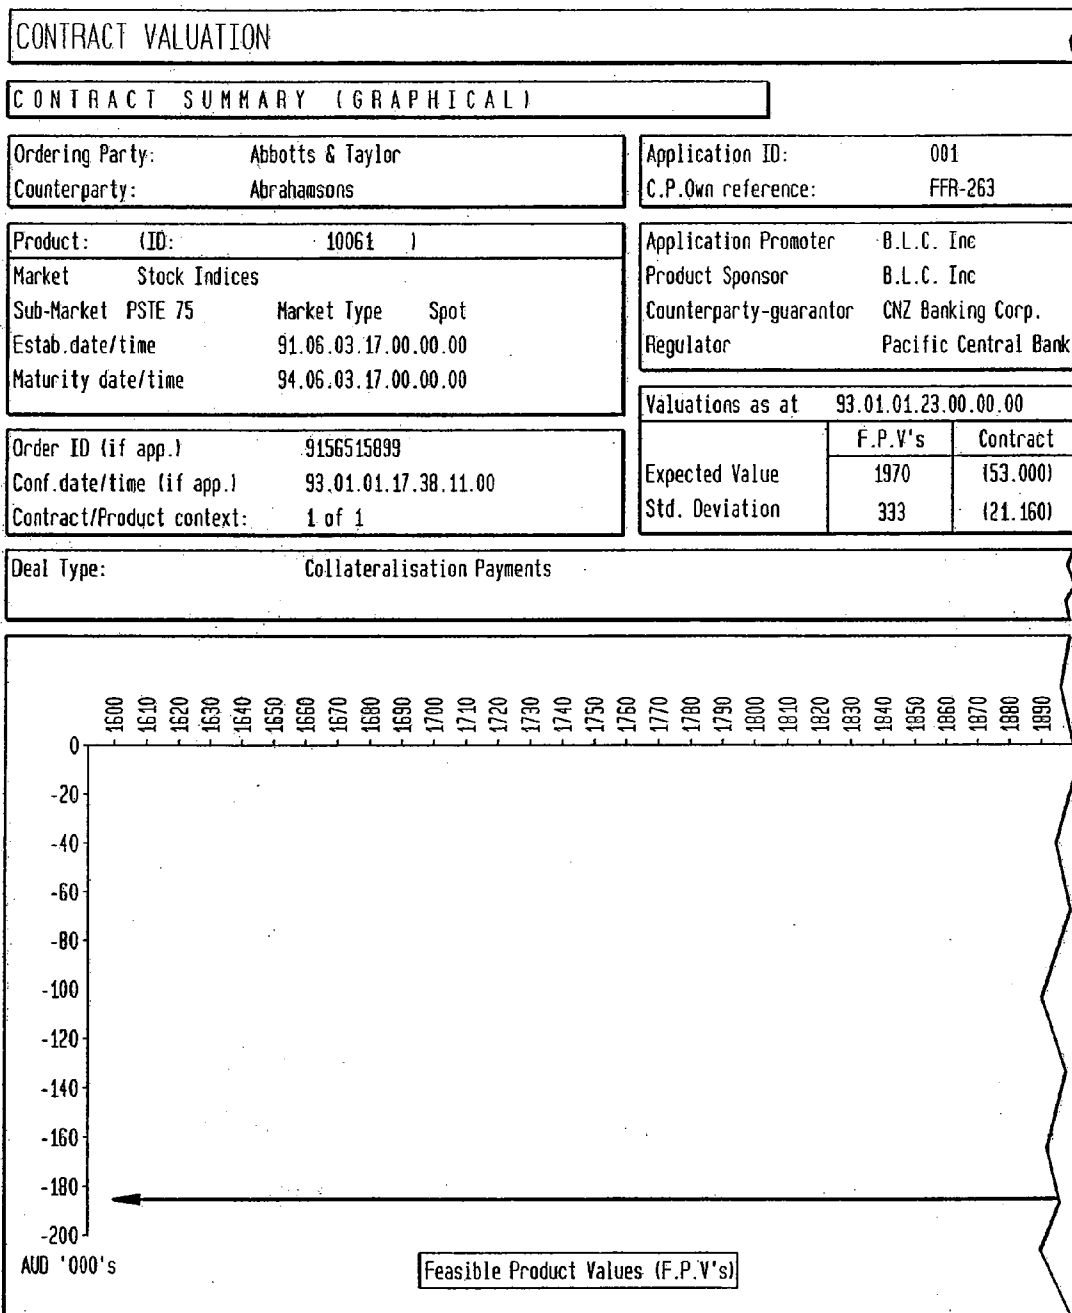 CONTRACT VALUATION
CONTRACT SUMMARY (GRAPHICAL)
Ordering Party: Abbotts & Taylor
Counterparty: Abrahamsons
Application ID: 001
C.P.Own reference: FFR-263
Product: (ID: 10061 )
Market Stock Indices
Sub-Market PSTE 75 Market Type Spot
Estab.date/time 91.06.03.17.00.00.00
Maturity date/time 94.06.03.17.00.00.00
Application Promoter B.L.C. Inc
Product Sponsor B.L.C. Inc
Counterparty-guarantor CNZ Banking Corp.
Regulator Pacific Central Bank
Order ID (if app.) 9156515899
Conf.date/time (if app.) 93.01.01.17.38.11.00
Contract/Product context: 1 of 1
Valuations as at 93.01.01.23.00.00.00
F.P.V's Contract
Expected Value 1970 (53.000)
Std. Deviation 333 (21.160)
Deal Type: Collateralisation Payments
1600 1610 1620 1630 1640 1650 1660 1670 1680 1690 1700 1710 1720 1730 1740 1750 1760 1770 1780 1790 1800 1810 1820 1830 1840 1850 1860 1870 1880 1890
0
-20
-40
-60
-80
-100
-120
-140
-160
-180
-200
AUD '000's
Feasible Product Values (F.P.V's)